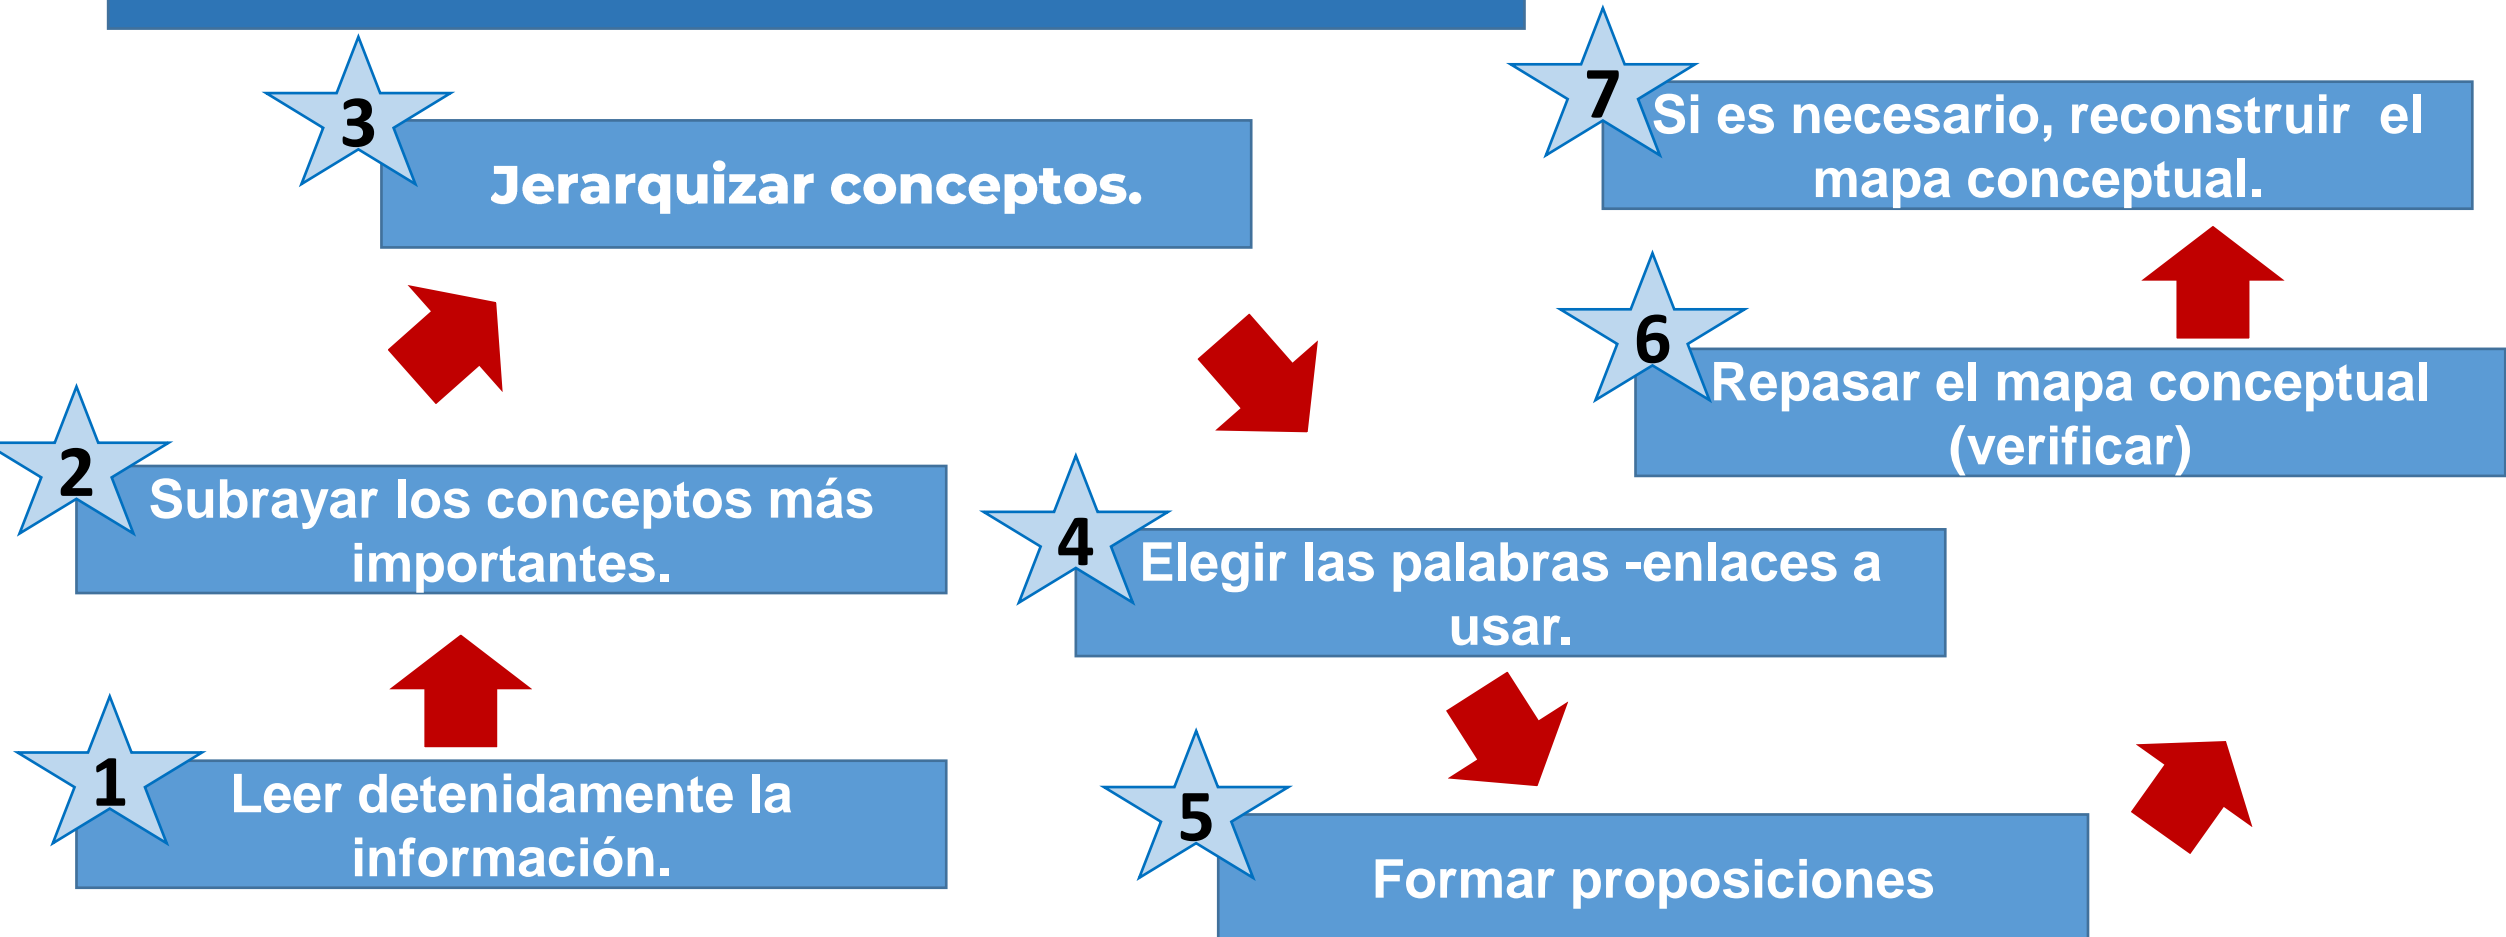 1
Leer detenidamente la
información.
2
Subrayar los conceptos más
importantes.
3
Jerarquizar conceptos.
4
Elegir las palabras -enlaces a
usar.
5
Formar proposiciones
6
Repasar el mapa conceptual
(verificar)
7
Si es necesario, reconstruir el
mapa conceptual.